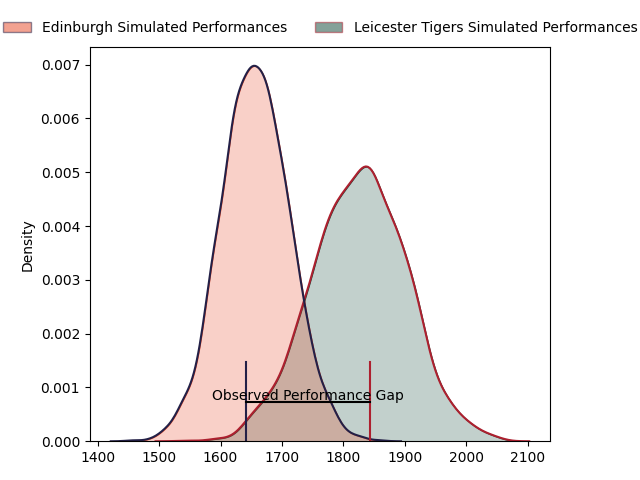 Edinburgh Simulated Performances Leicester Tigers Simulated Performances
0.007
0.006
0.005
0.004
0.003
0.002
0.001
0.000
Density
Observed Performance Gap
1400 1500 1600 1700 1800 1900 2000 2100